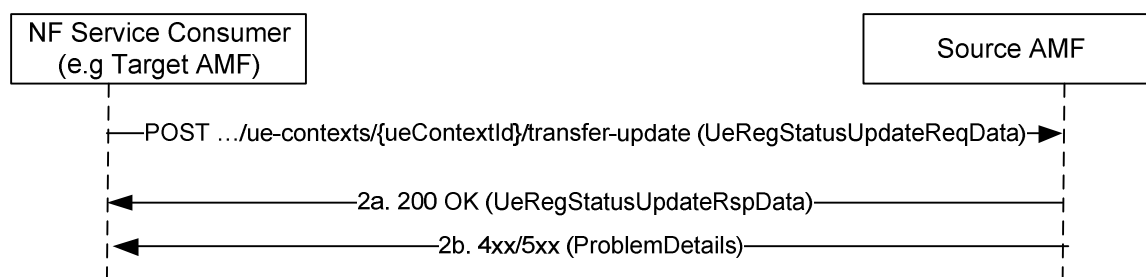 NF Service Consumer
(e.g Target AMF)
Source AMF
POST …/ue-contexts/{ueContextId}/transfer-update (UeRegStatusUpdateReqData)
2a. 200 OK (UeRegStatusUpdateRspData)
2b. 4xx/5xx (ProblemDetails)